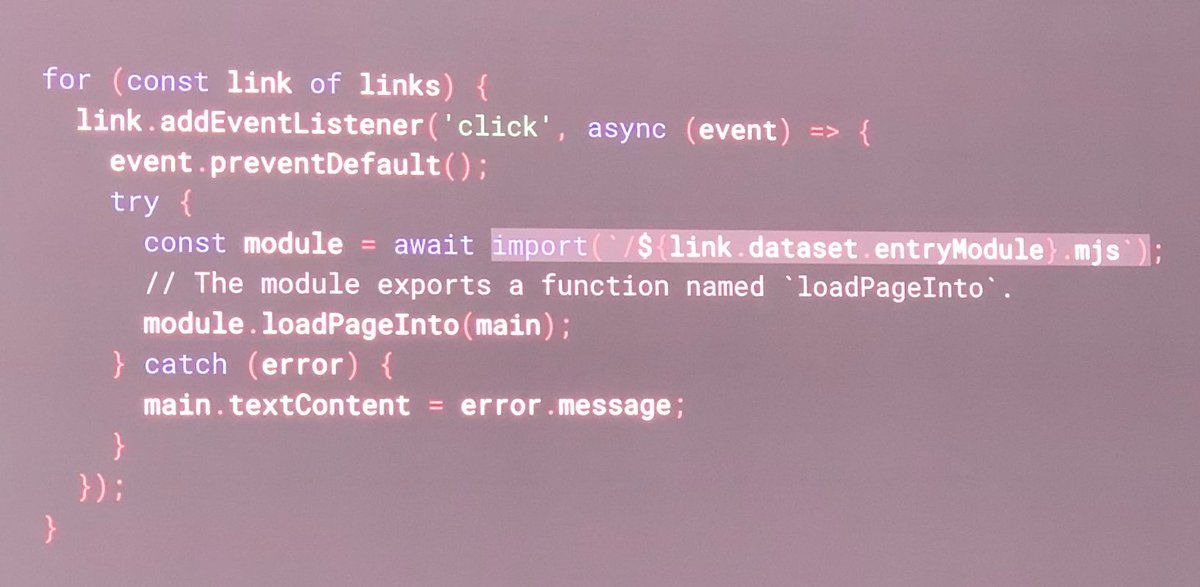 for (const link of links) {
  link.addEventListener('click', async (event) => {
    event.preventDefault();
    try {
      const module = await import(`/${link.dataset.entryModule}.mjs`);
      // The module exports a function named `loadPageInto`.
      module.loadPageInto(main);
    } catch (error) {
      main.textContent = error.message;
    }
  });
}